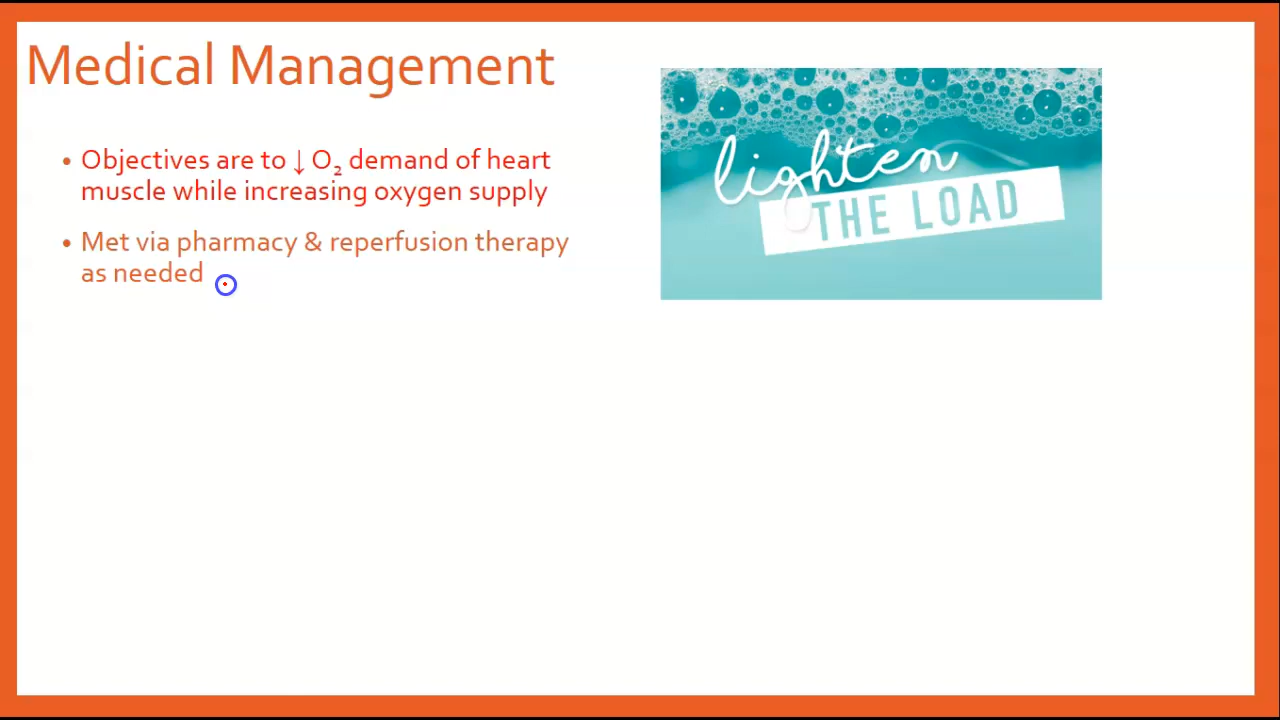 Medical Management
• Objectives are to ↓ O₂ demand of heart
muscle while increasing oxygen supply
• Met via pharmacy & reperfusion therapy
as needed
lighten
THE LOAD